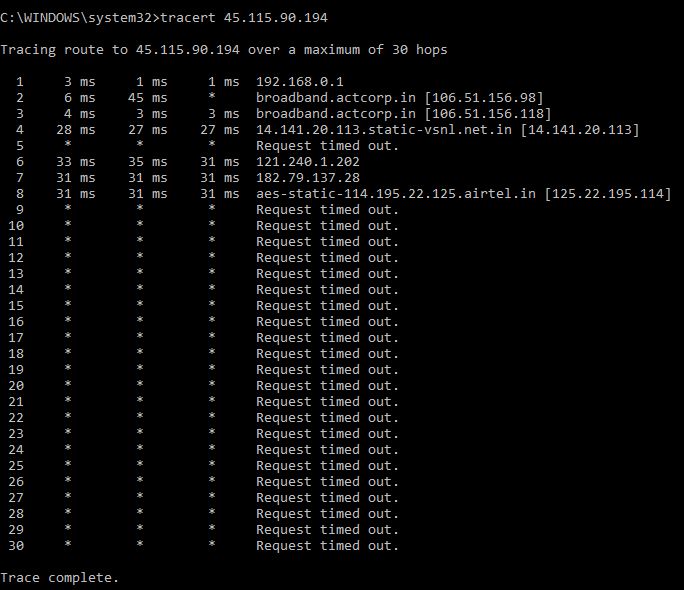 C:\WINDOWS\system32>tracert 45.115.90.194
Tracing route to 45.115.90.194 over a maximum of 30 hops
1 3 ms 1 ms 1 ms 192.168.0.1
2 6 ms 45 ms * broadband.actcorp.in [106.51.156.98]
3 4 ms 3 ms 3 ms broadband.actcorp.in [106.51.156.118]
4 28 ms 27 ms 27 ms 14.141.20.113.static-vsnl.net.in [14.141.20.113]
5 * * * Request timed out.
6 33 ms 35 ms 31 ms 121.240.1.202
7 31 ms 31 ms 31 ms 182.79.137.28
8 31 ms 31 ms 31 ms aes-static-114.195.22.125.airtel.in [125.22.195.114]
9 * * * Request timed out.
10 * * * Request timed out.
11 * * * Request timed out.
12 * * * Request timed out.
13 * * * Request timed out.
14 * * * Request timed out.
15 * * * Request timed out.
16 * * * Request timed out.
17 * * * Request timed out.
18 * * * Request timed out.
19 * * * Request timed out.
20 * * * Request timed out.
21 * * * Request timed out.
22 * * * Request timed out.
23 * * * Request timed out.
24 * * * Request timed out.
25 * * * Request timed out.
26 * * * Request timed out.
27 * * * Request timed out.
28 * * * Request timed out.
29 * * * Request timed out.
30 * * * Request timed out.
Trace complete.